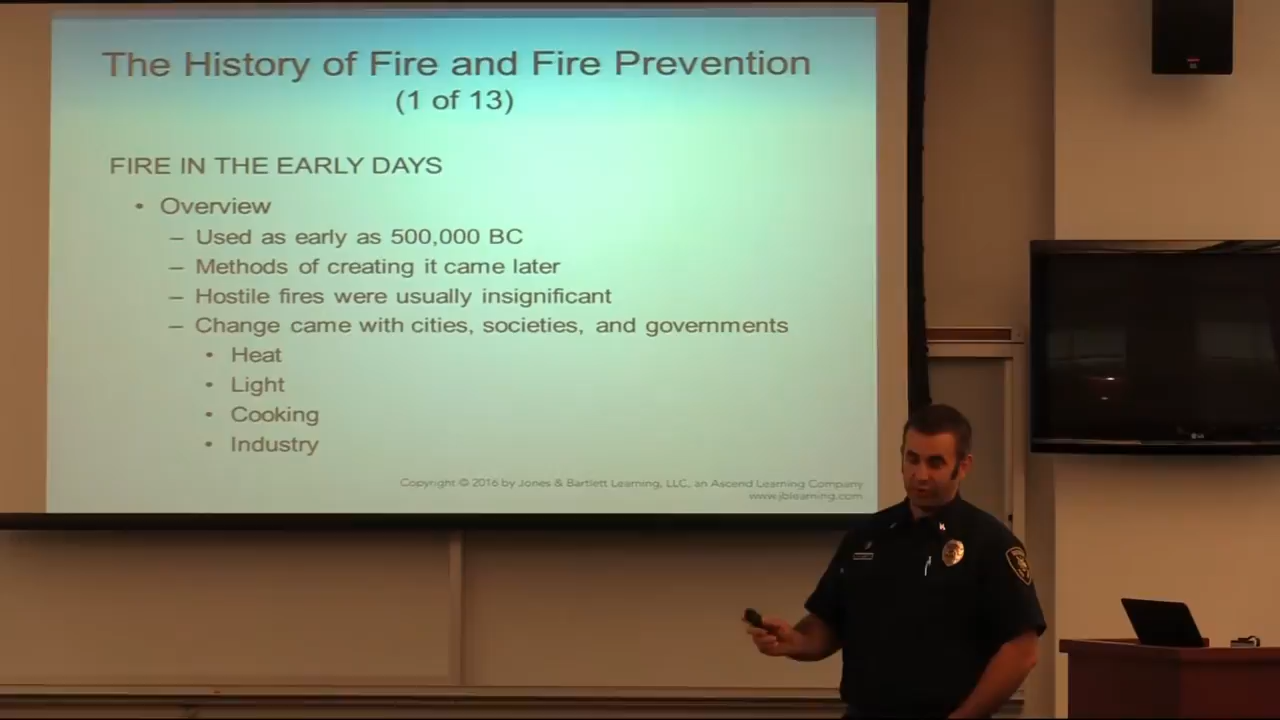 The History of Fire and Fire Prevention
(1 of 13)
FIRE IN THE EARLY DAYS
• Overview
– Used as early as 500,000 BC
– Methods of creating it came later
– Hostile fires were usually insignificant
– Change came with cities, societies, and governments
• Heat
• Light
• Cooking
• Industry
Copyright © 2016 by Jones & Bartlett Learning, LLC, an Ascend Learning Company
www.jblearning.com
LG